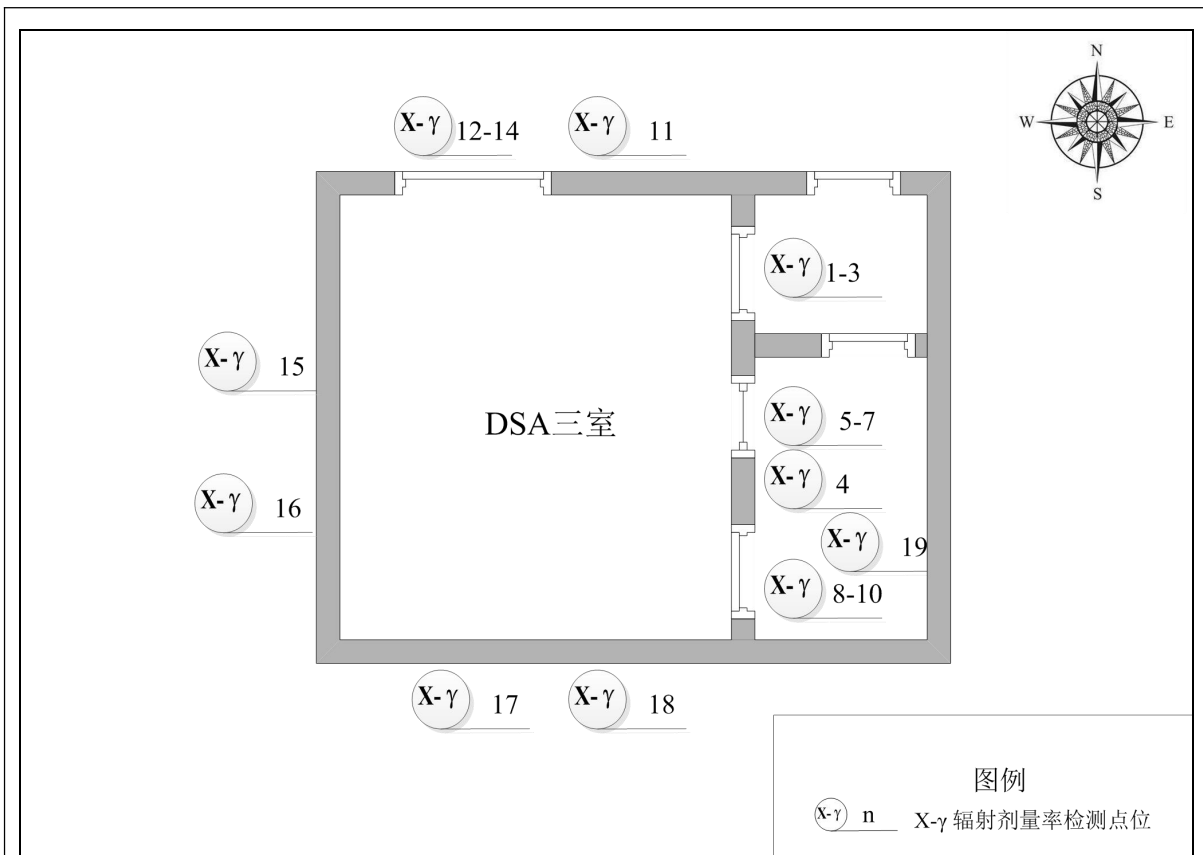 N
W
E
S
X-γ 12-14
X-γ 11
X-γ 1-3
X-γ 15
DSA三室
X-γ 5-7
X-γ 4
X-γ 16
X-γ 19
X-γ 8-10
X-γ 17
X-γ 18
图例
X-γ n X-γ 辐射剂量率检测点位